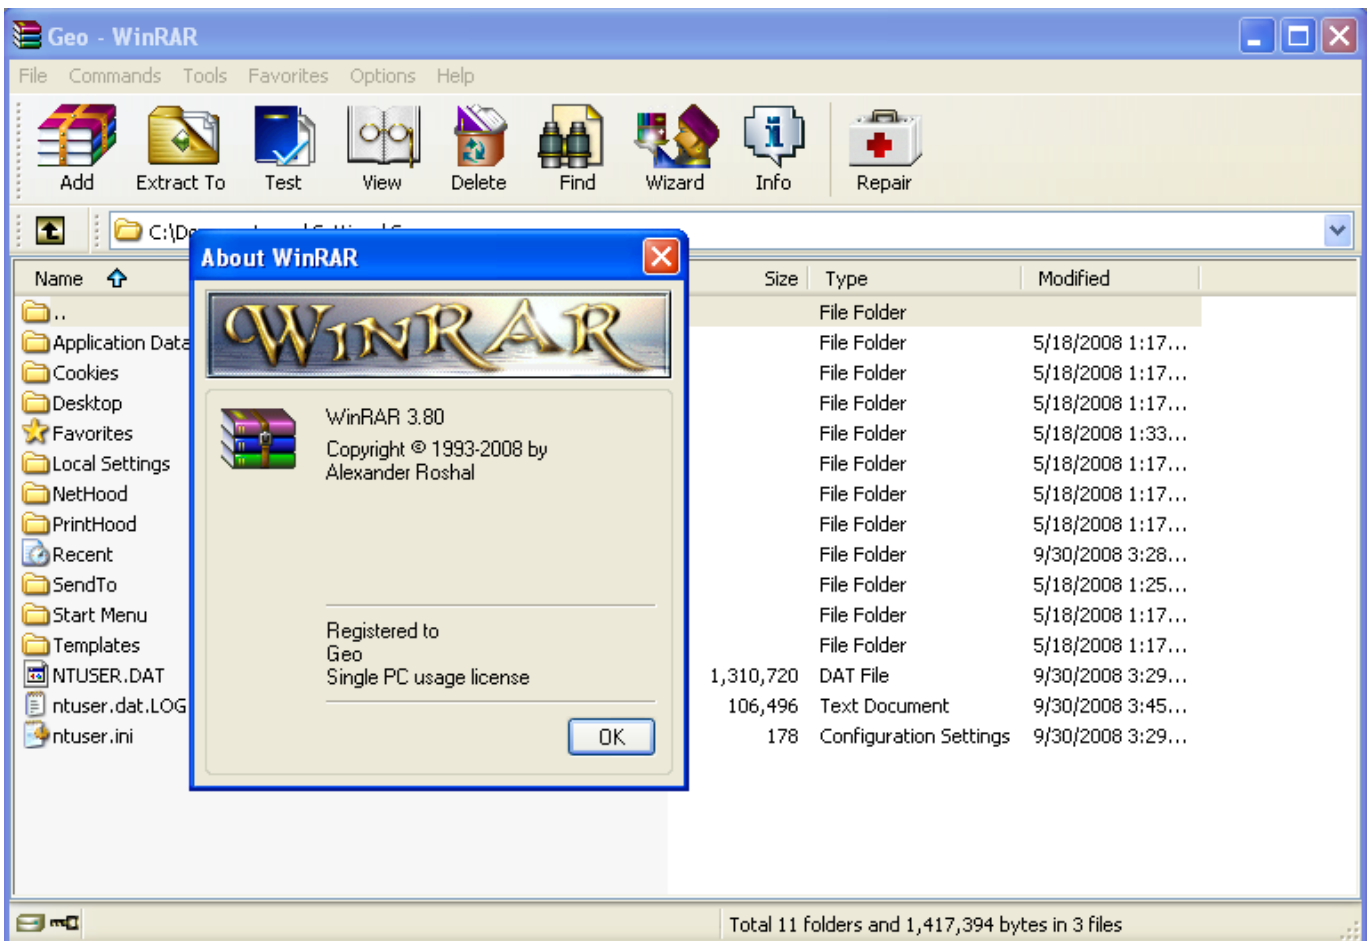 Geo - WinRAR
File Commands Tools Favorites Options Help
Add Extract To Test View Delete Find Wizard Info Repair
Name Size Type Modified
.. File Folder
Application Data File Folder 5/18/2008 1:17...
Cookies File Folder 5/18/2008 1:17...
Desktop File Folder 5/18/2008 1:17...
Favorites File Folder 5/18/2008 1:33...
Local Settings File Folder 5/18/2008 1:17...
NetHood File Folder 5/18/2008 1:17...
PrintHood File Folder 5/18/2008 1:17...
Recent File Folder 9/30/2008 3:28...
SendTo File Folder 5/18/2008 1:25...
Start Menu File Folder 5/18/2008 1:17...
Templates File Folder 5/18/2008 1:17...
NTUSER.DAT 1,310,720 DAT File 9/30/2008 3:29...
ntuser.dat.LOG 106,496 Text Document 9/30/2008 3:45...
ntuser.ini 178 Configuration Settings 9/30/2008 3:29...
About WinRAR
WINRAR
WinRAR 3.80
Copyright © 1993-2008 by
Alexander Roshal
Registered to
Geo
Single PC usage license
OK
Total 11 folders and 1,417,394 bytes in 3 files